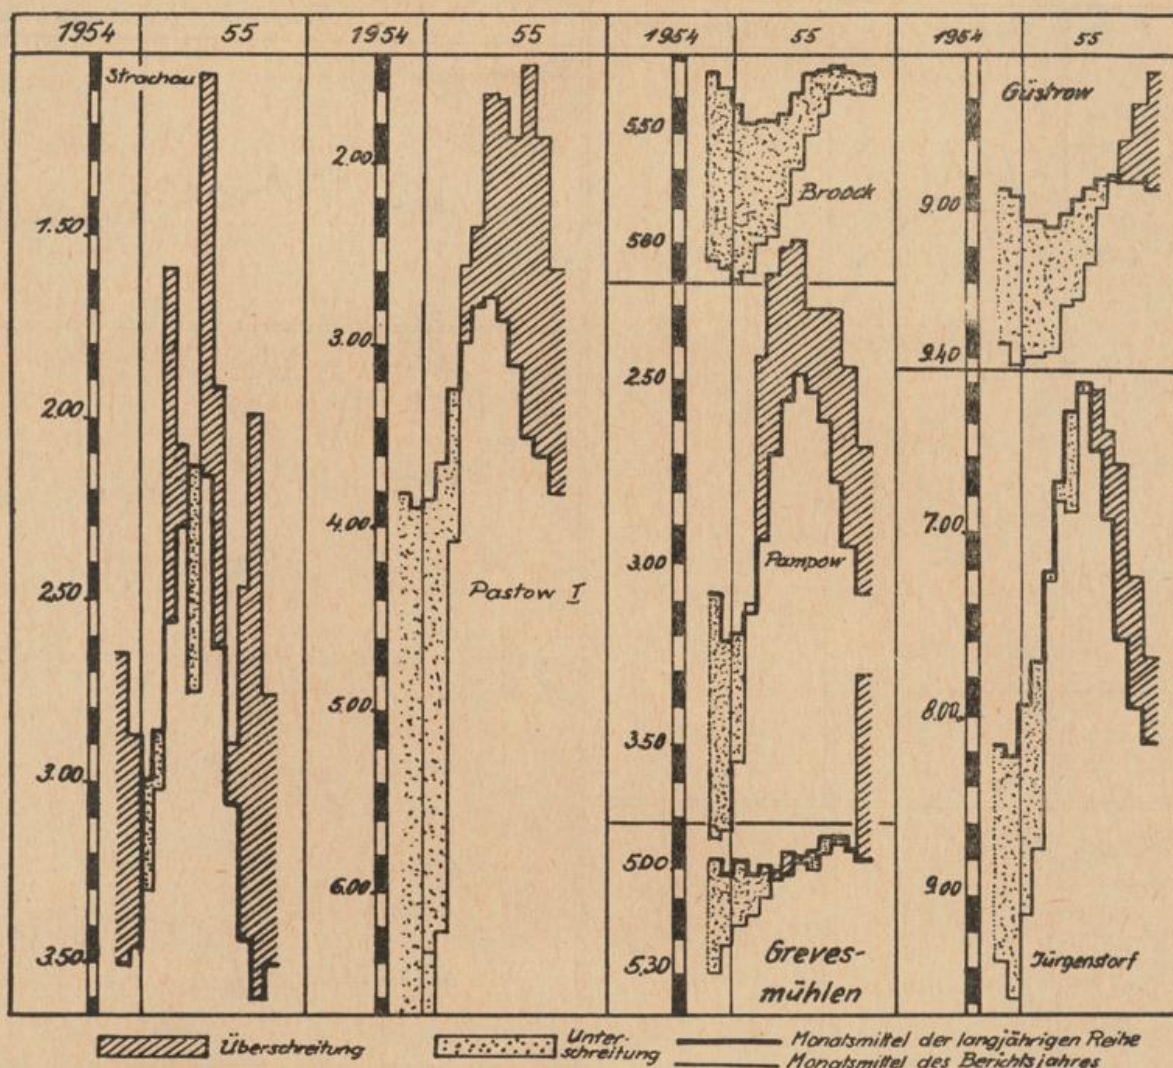 1954 55 1954 55 1954 55 1954 55
Strachau
1.50
2.00
2.50
3.00
3.50
2,00
3.00
4.00
5.00
6.00
Pastow I
5,50
5,60
Broock
2.50
3.00
3.50
Pampow
5,00
5,30
Greves-
mühlen
Güstrow
9.00
9.40
7.00
8.00
9.00
Jürgenstorf
Überschreitung
Unter-
schreitung
Monatsmittel der langjährigen Reihe
Monatsmittel des Berichtsjahres